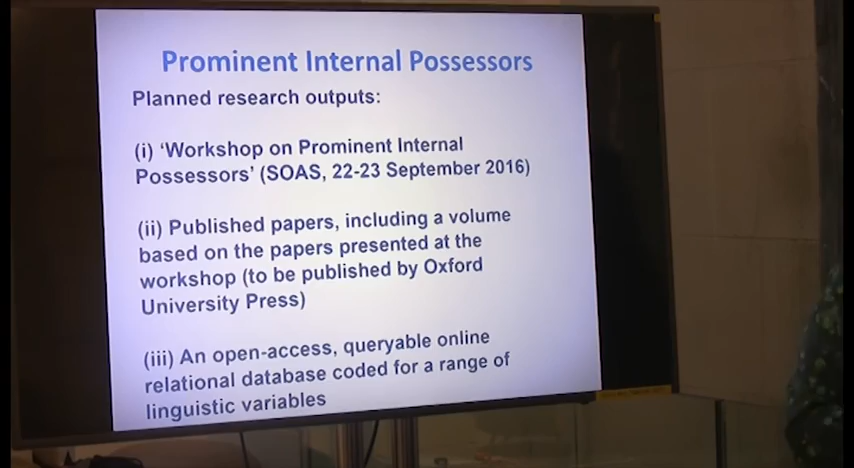 Prominent Internal Possessors
Planned research outputs:
(i) ‘Workshop on Prominent Internal
Possessors’ (SOAS, 22-23 September 2016)
(ii) Published papers, including a volume
based on the papers presented at the
workshop (to be published by Oxford
University Press)
(iii) An open-access, queryable online
relational database coded for a range of
linguistic variables